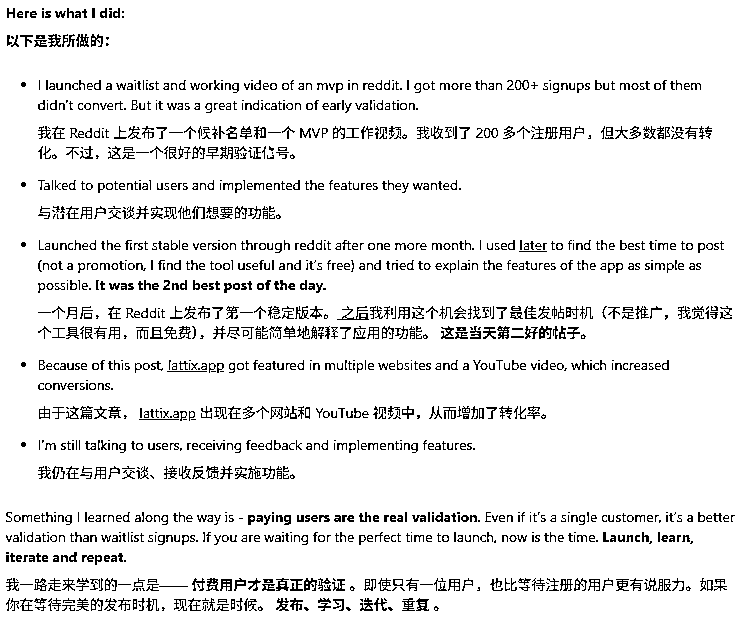 Here is what I did:
以下是我所做的：
I launched a waitlist and working video of an mvp in reddit. I got more than 200+ signups but most of them
didn't convert. But it was a great indication of early validation.
我在 Reddit 上发布了一个候补名单和一个 MVP 的工作视频。我收到了 200 多个注册用户，但大多数都没有转
化。不过，这是一个很好的早期验证信号。
Talked to potential users and implemented the features they wanted.
与潜在用户交谈并实现他们想要的功能。
Launched the first stable version through reddit after one more month. I used later to find the best time to post
(not a promotion, I find the tool useful and it's free) and tried to explain the features of the app as simple as
possible. It was the 2nd best post of the day.
一个月后，在 Reddit 上发布了第一个稳定版本。 之后我利用这个机会找到了最佳发帖时机（不是推广，我觉得这
个工具很有用，而且免费），并尽可能简单地解释了应用的功能。 这是当天第二好的帖子。
Because of this post, lattix.app got featured in multiple websites and a YouTube video, which increased
conversions.
由于这篇文章， lattix.app 出现在多个网站和 YouTube 视频中，从而增加了转化率。
I'm still talking to users, receiving feedback and implementing features.
我仍在与用户交谈、接收反馈并实施功能。
Something I learned along the way is - paying users are the real validation. Even if it's a single customer, it's a better
validation than waitlist signups. If you are waiting for the perfect time to launch, now is the time. Launch, learn,
iterate and repeat.
我一路走来学到的一点是—— 付费用户才是真正的验证 。即使只有一位用户，也比等待注册的用户更有说服力。如果
你在等待完美的发布时机，现在就是时候。 发布、学习、迭代、重复 。